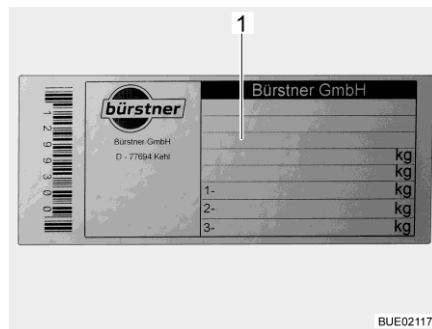 1
Bürstner GmbH
bürstner
Bürstner GmbH
D - 77694 Kehl
kg
kg
1- kg
2- kg
3- kg
1299300
BUE02117